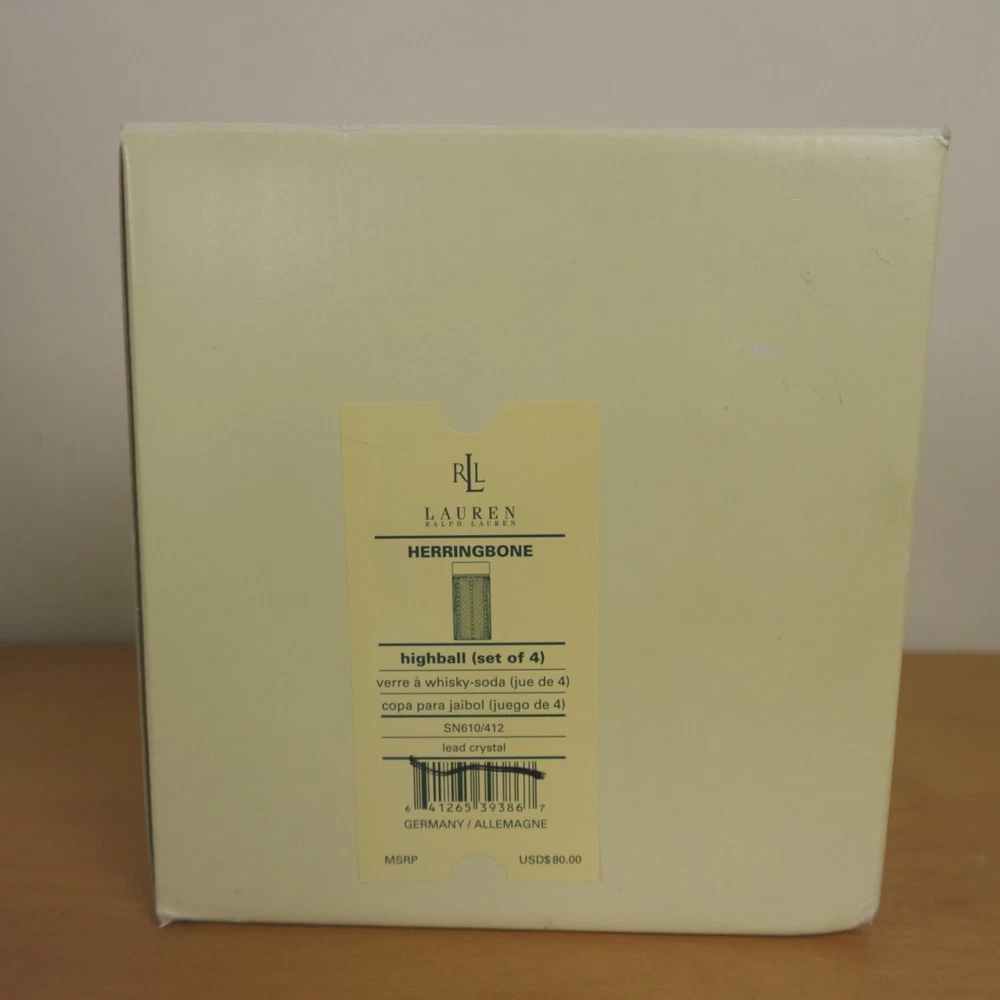 RLL
LAUREN
RALPH LAUREN
HERRINGBONE
highball (set of 4)
verre à whisky-soda (jue de 4)
copa para jaibol (juego de 4)
SN610/412
lead crystal
6 41265 39386 7
GERMANY / ALLEMAGNE
MSRP USD$80.00